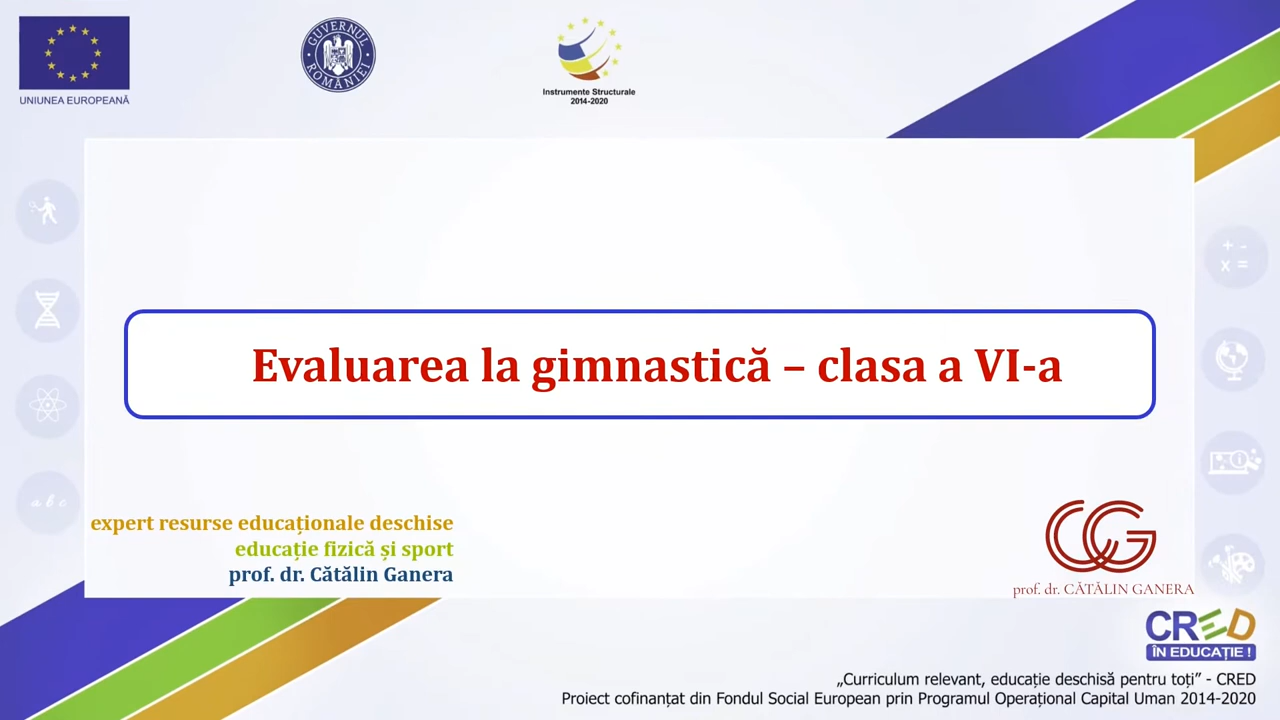 UNIUNEA EUROPEANĂ
GUVERNUL ROMÂNIEI
Instrumente Structurale
2014-2020
+ -
x =
Evaluarea la gimnastică – clasa a VI-a
a b c
expert resurse educaționale deschise
educație fizică și sport
prof. dr. Cătălin Ganera
CG
prof. dr. CĂTĂLIN GANERA
CRED
ÎN EDUCAȚIE !
„Curriculum relevant, educație deschisă pentru toți” - CRED
Proiect cofinanțat din Fondul Social European prin Programul Operațional Capital Uman 2014-2020